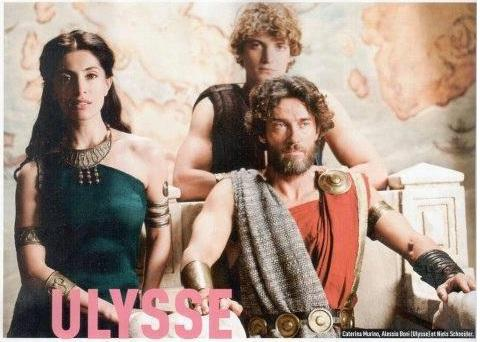 ULYSSE
Caterina Murino, Alessio Boni (Ulysse) et Niels Schneider.